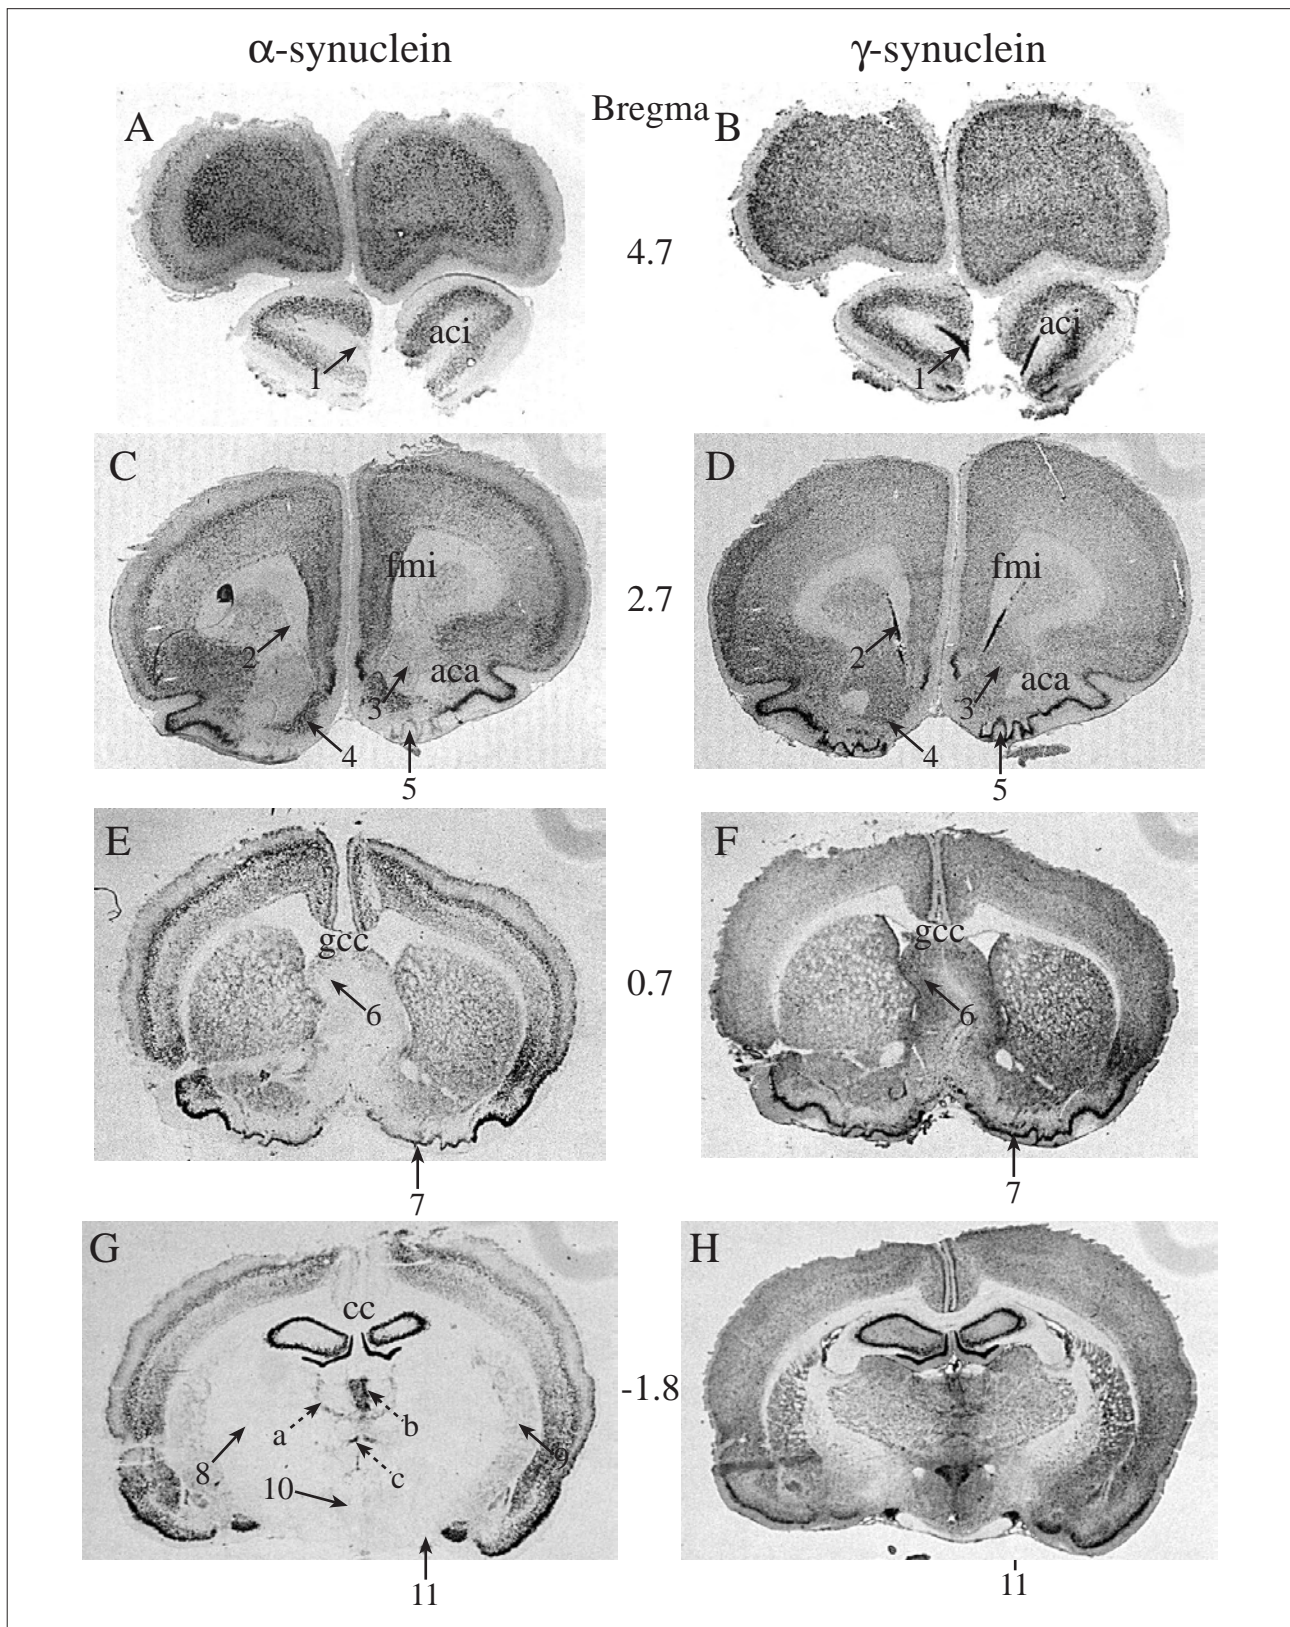 α-synuclein γ-synuclein
Bregma
A B
4.7
aci aci
1 1
C D
fmi fmi
2.7
2 2
aca aca
3 3
4 4
5 5
E F
gcc gcc
0.7
6 6
7 7
G H
cc
-1.8
a b
8 c 9
10
11 11